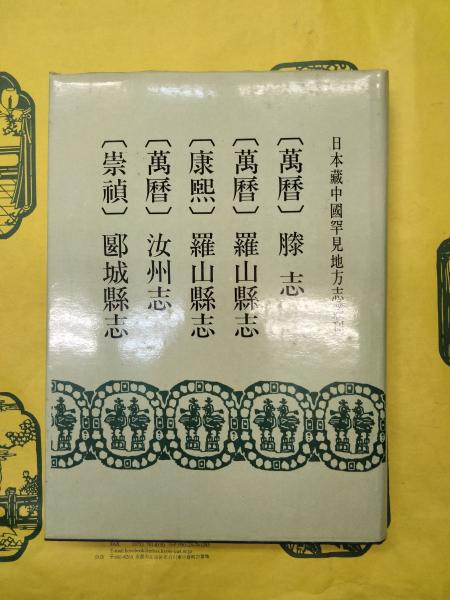 日本藏中國罕見地方志叢刊
〔萬曆〕滕志
〔萬曆〕羅山縣志
〔康熙〕羅山縣志
〔萬曆〕汝州志
〔崇禎〕郾城縣志